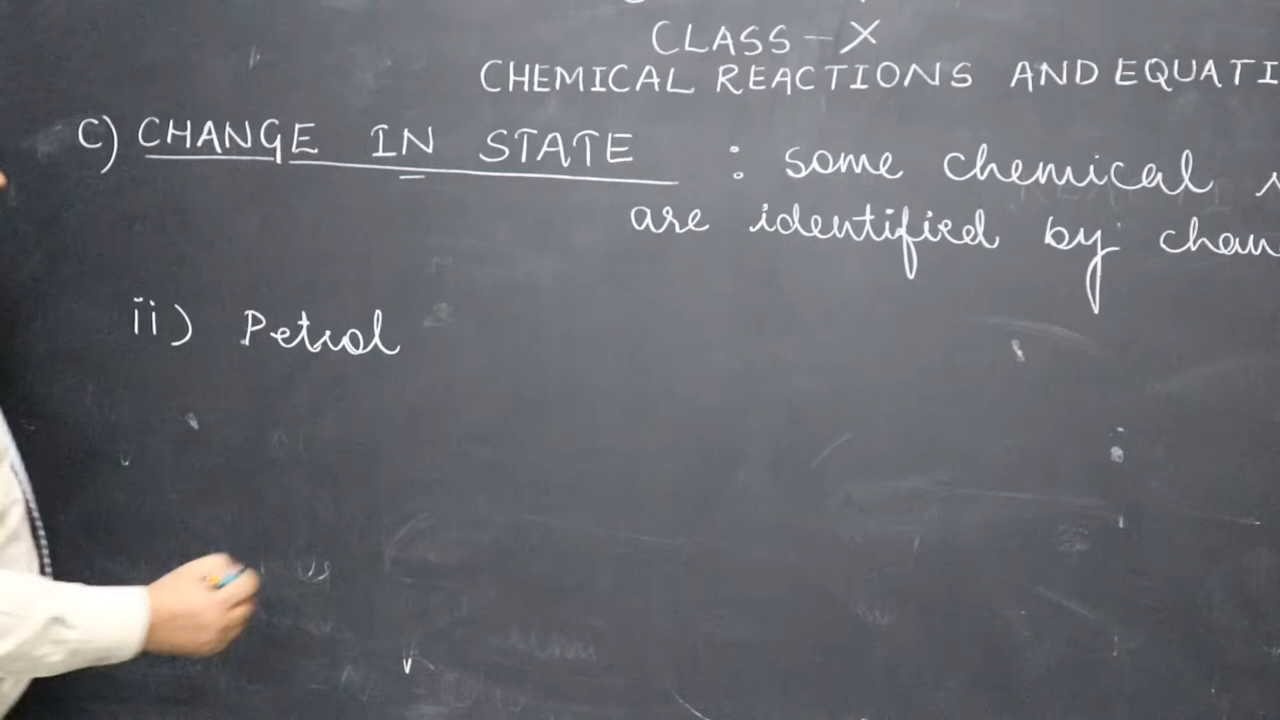 CLASS - X
CHEMICAL REACTIONS AND EQUATI
C) CHANGE IN STATE : some chemical
are identified by chan
ii) Petrol